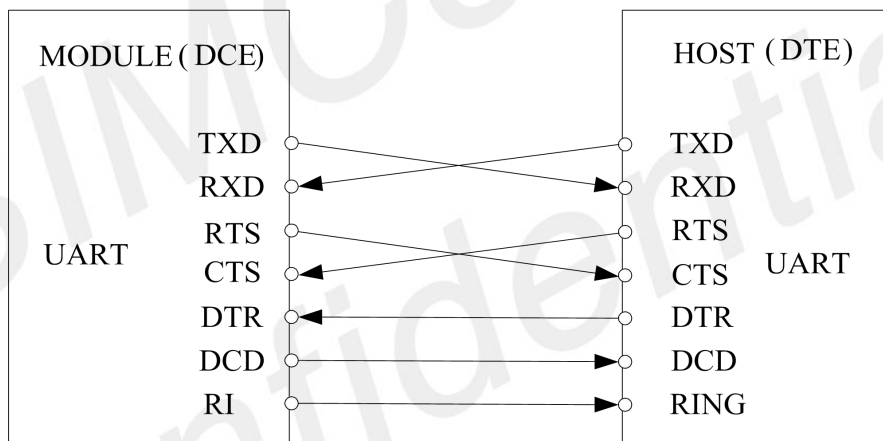 MODULE (DCE)
HOST (DTE)
TXD
RXD
RTS
CTS
DTR
DCD
RI
UART
TXD
RXD
RTS
CTS
DTR
DCD
RING
UART